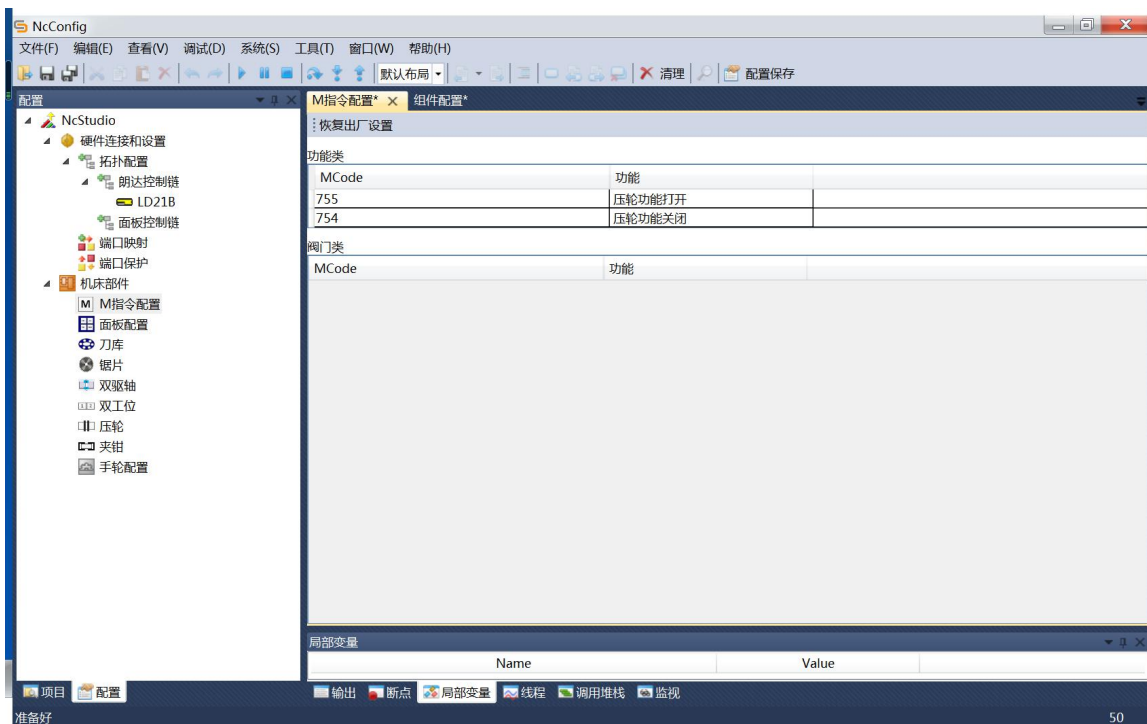 NcConfig
文件(F) 编辑(E) 查看(V) 调试(D) 系统(S) 工具(T) 窗口(W) 帮助(H)
默认布局 清理 配置保存
配置
NcStudio
硬件连接和设置
拓扑配置
朗达控制链
LD21B
面板控制链
端口映射
端口保护
机床部件
M M指令配置
面板配置
刀库
锯片
双驱轴
双工位
压轮
夹钳
手轮配置
项目 配置
M指令配置* 组件配置*
恢复出厂设置
功能类
MCode 功能
755 压轮功能打开
754 压轮功能关闭
阀门类
MCode 功能
局部变量
Name Value
输出 断点 局部变量 线程 调用堆栈 监视
准备好 50